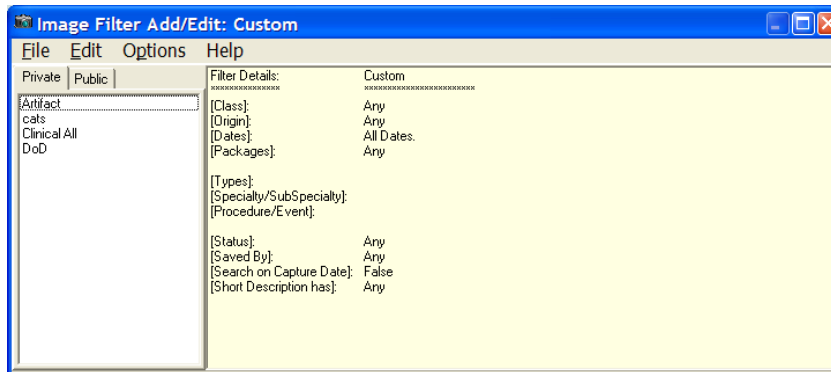 Image Filter Add/Edit: Custom
File Edit Options Help
Private Public
Artifact
cats
Clinical All
DoD
Filter Details: Custom
*************** ************************
[Class]: Any
[Origin]: Any
[Dates]: All Dates.
[Packages]: Any
[Types]:
[Specialty/SubSpecialty]:
[Procedure/Event]:
[Status]: Any
[Saved By]: Any
[Search on Capture Date]: False
[Short Description has]: Any